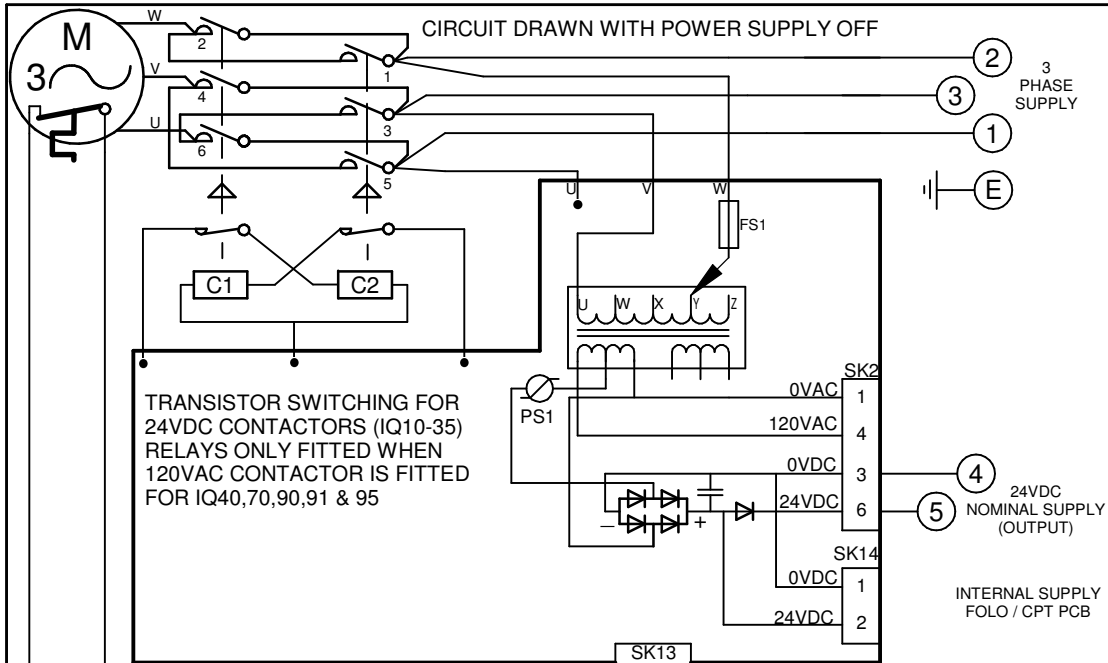 CIRCUIT DRAWN WITH POWER SUPPLY OFF
W
M
3
V
U
2
1
4
3
6
5
2
3
1
E
3
PHASE
SUPPLY
U
V
W
FS1
C1
C2
U
W
X
Y
Z
PS1
TRANSISTOR SWITCHING FOR
24VDC CONTACTORS (IQ10-35)
RELAYS ONLY FITTED WHEN
120VAC CONTACTOR IS FITTED
FOR IQ40,70,90,91 & 95
SK2
0VAC 1
120VAC 4
0VDC 3
24VDC 6
− +
4
5
24VDC
NOMINAL SUPPLY
(OUTPUT)
SK14
0VDC 1
24VDC 2
INTERNAL SUPPLY
FOLO / CPT PCB
SK13